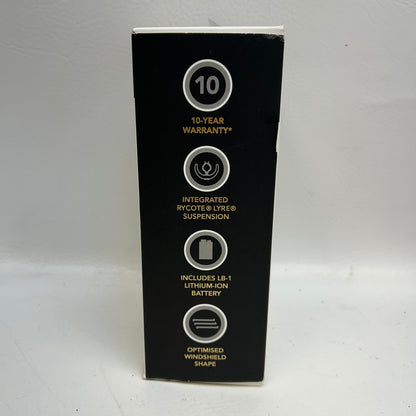 10
10-YEAR
WARRANTY*
INTEGRATED
RYCOTE® LYRE®
SUSPENSION
INCLUDES LB-1
LITHIUM-ION
BATTERY
OPTIMISED
WINDSHIELD
SHAPE